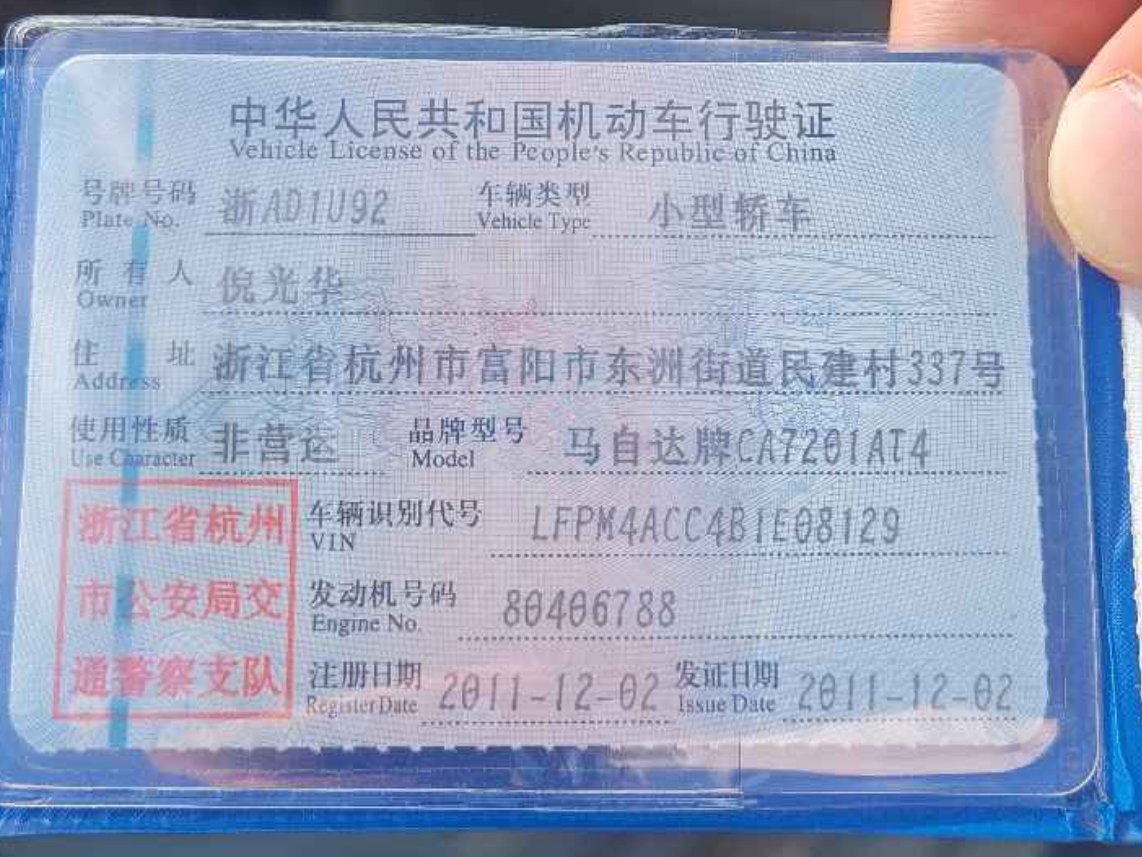 中华人民共和国机动车行驶证
Vehicle License of the People's Republic of China
号牌号码 浙AD1U92 车辆类型 小型轿车
Plate No. Vehicle Type
所有人 倪光华
Owner
住址 浙江省杭州市富阳市东洲街道民建村337号
Address
使用性质 非营运 品牌型号 马自达牌CA7201AT4
Use Character Model
浙江省杭州 车辆识别代号 LFPM4ACC4B1E08129
VIN
市公安局交 发动机号码 80406788
Engine No.
通警察支队 注册日期 2011-12-02 发证日期 2011-12-02
Register Date Issue Date